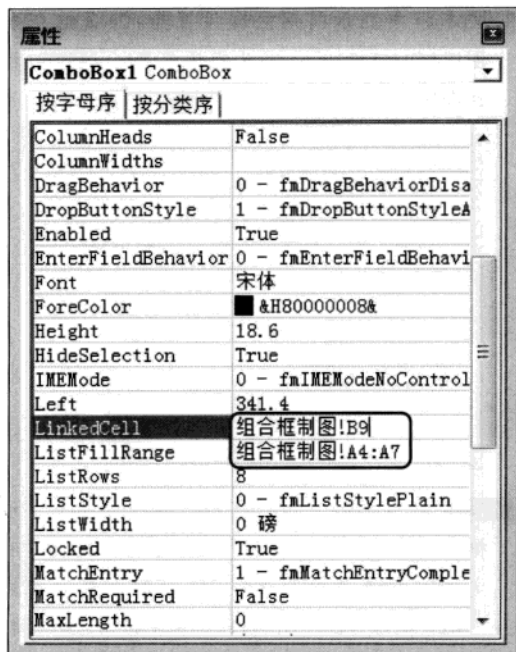 属性
ComboBox1 ComboBox
按字母序 按分类序
ColumnHeads False
ColumnWidths
DragBehavior 0 - fmDragBehaviorDisa
DropButtonStyle 1 - fmDropButtonStyleA
Enabled True
EnterFieldBehavior 0 - fmEnterFieldBehavi
Font 宋体
ForeColor &H80000008&
Height 18.6
HideSelection True
IMEMode 0 - fmIMEModeNoControl
Left 341.4
LinkedCell 组合框制图!B9
ListFillRange 组合框制图!A4:A7
ListRows 8
ListStyle 0 - fmListStylePlain
ListWidth 0 磅
Locked True
MatchEntry 1 - fmMatchEntryComple
MatchRequired False
MaxLength 0